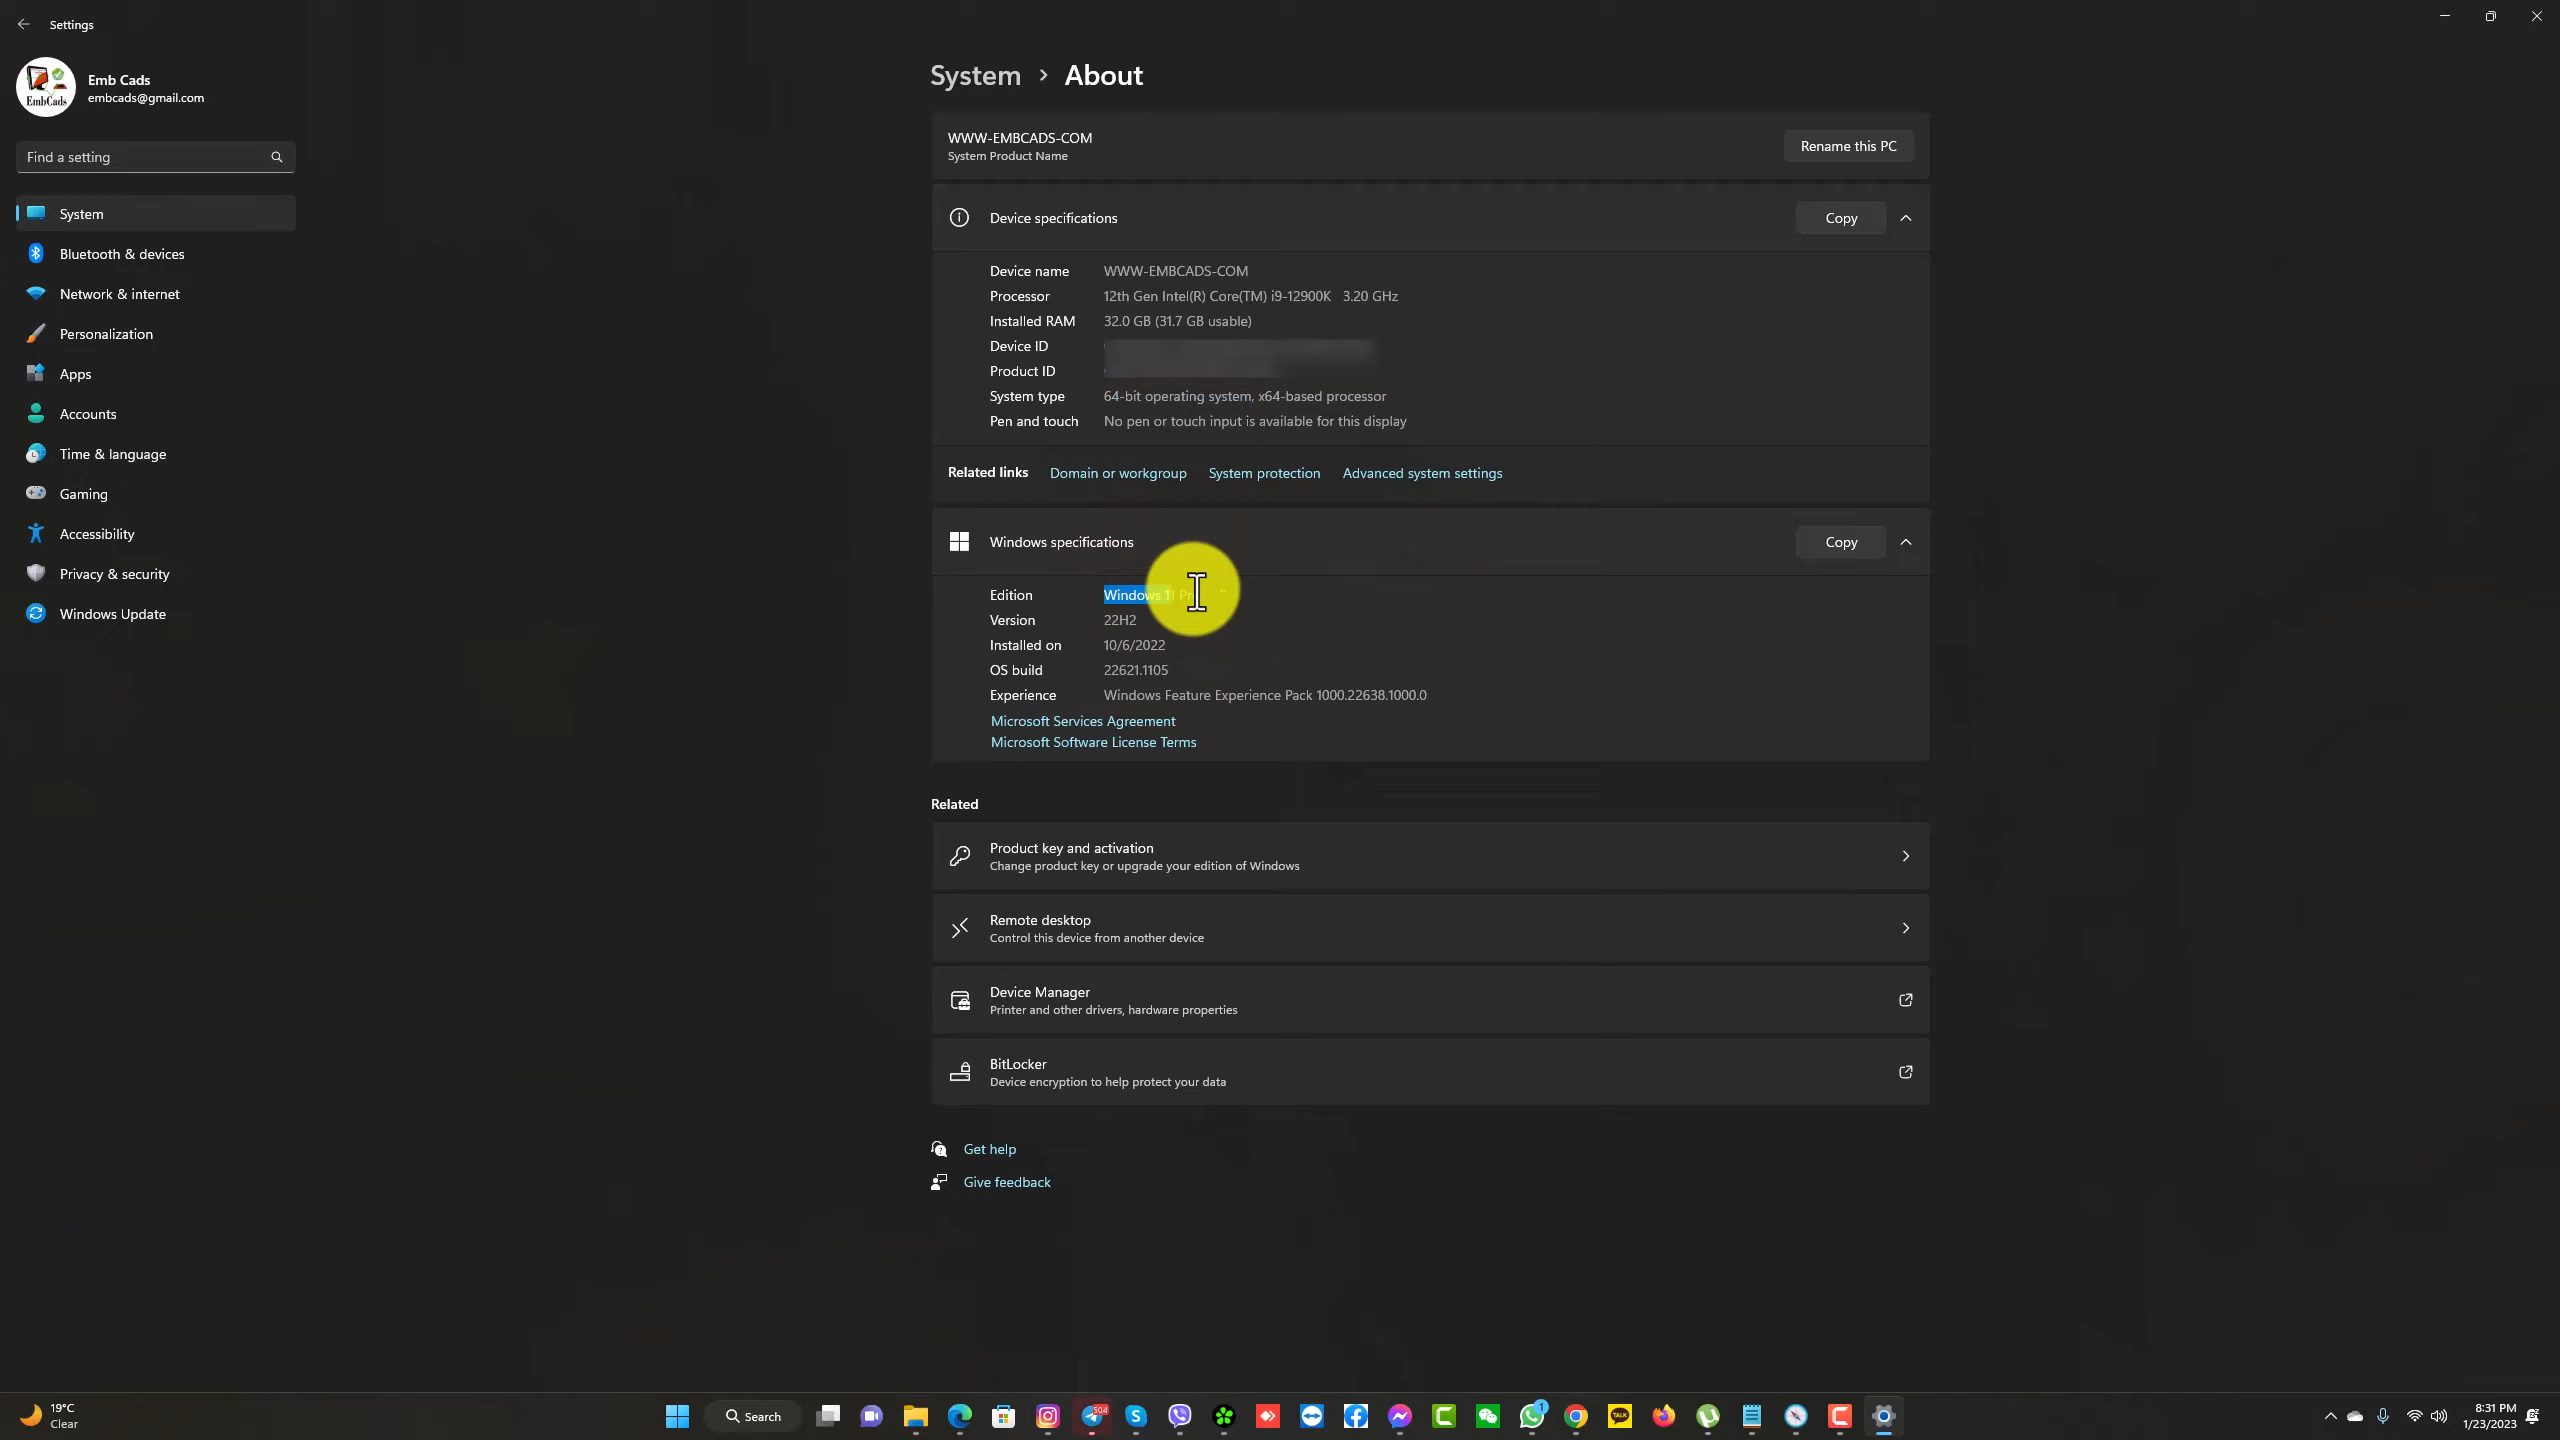 Settings
Emb Cads
embcads@gmail.com
Find a setting
System
Bluetooth & devices
Network & internet
Personalization
Apps
Accounts
Time & language
Gaming
Accessibility
Privacy & security
Windows Update
System > About
WWW-EMBCADS-COM
System Product Name
Rename this PC
Device specifications Copy
Device name WWW-EMBCADS-COM
Processor 12th Gen Intel(R) Core(TM) i9-12900K 3.20 GHz
Installed RAM 32.0 GB (31.7 GB usable)
Device ID
Product ID
System type 64-bit operating system, x64-based processor
Pen and touch No pen or touch input is available for this display
Related links Domain or workgroup System protection Advanced system settings
Windows specifications Copy
Edition Windows 11
Version 22H2
Installed on 10/6/2022
OS build 22621.1105
Experience Windows Feature Experience Pack 1000.22638.1000.0
Microsoft Services Agreement
Microsoft Software License Terms
Related
Product key and activation
Change product key or upgrade your edition of Windows
Remote desktop
Control this device from another device
Device Manager
Printer and other drivers, hardware properties
BitLocker
Device encryption to help protect your data
Get help
Give feedback
19°C
Clear
Search
504
1
TALK
8:31 PM
1/23/2023